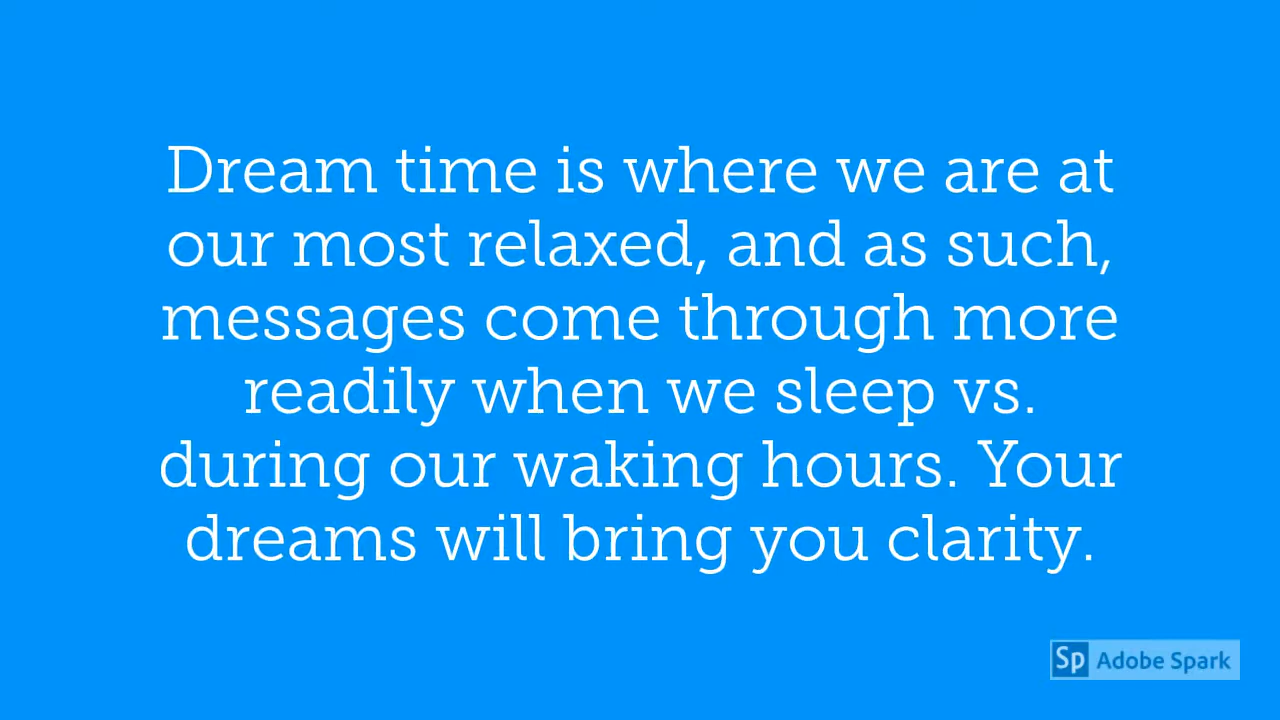 Dream time is where we are at
our most relaxed, and as such,
messages come through more
readily when we sleep vs.
during our waking hours. Your
dreams will bring you clarity.
Sp Adobe Spark